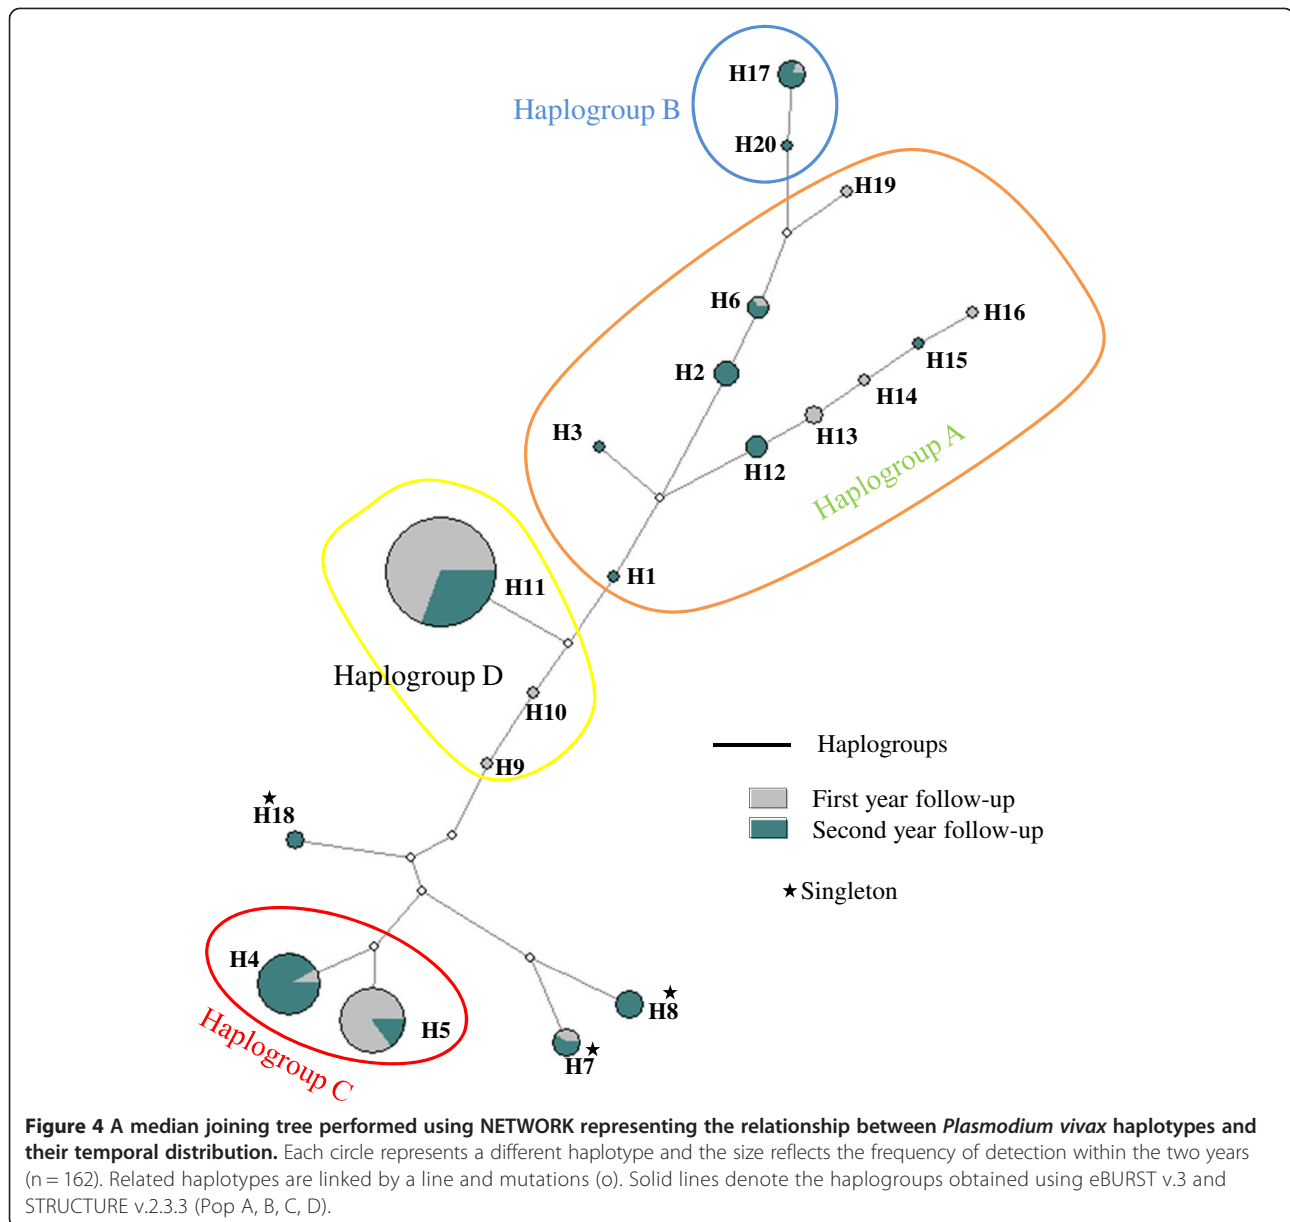 H17
Haplogroup B
H20
H19
H6
H16
H2
H15
H14
H3
H13
H12
Haplogroup A
H1
H11
Haplogroup D
H10
H9
Haplogroups
First year follow-up
Second year follow-up
★Singleton
★
H18
H4
H5
Haplogroup C
★
H8
★
H7
Figure 4 A median joining tree performed using NETWORK representing the relationship between Plasmodium vivax haplotypes and
their temporal distribution. Each circle represents a different haplotype and the size reflects the frequency of detection within the two years
(n = 162). Related haplotypes are linked by a line and mutations (o). Solid lines denote the haplogroups obtained using eBURST v.3 and
STRUCTURE v.2.3.3 (Pop A, B, C, D).